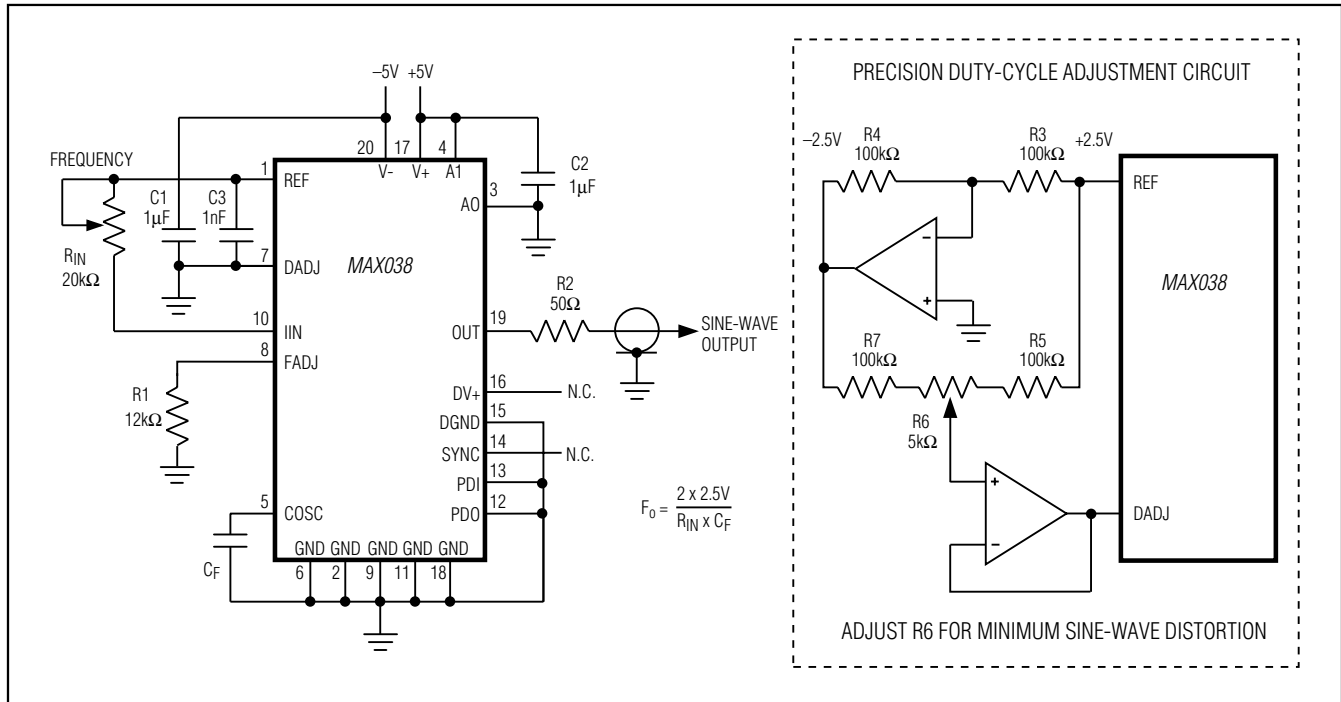 –5V +5V
20 17 4
V- V+ A1
FREQUENCY
1
REF
C1
1µF
C3
1nF
RIN
20kΩ
7
DADJ
MAX038
10
IIN
8
FADJ
R1
12kΩ
5
COSC
CF
GND GND GND GND GND
6 2 9 11 18
3
AO
C2
1µF
19
OUT
R2
50Ω
SINE-WAVE
OUTPUT
16
DV+
N.C.
15
DGND
14
SYNC
N.C.
13
PDI
12
PDO
Fo = 2 x 2.5V
RIN x CF
PRECISION DUTY-CYCLE ADJUSTMENT CIRCUIT
–2.5V
R4
100kΩ
R3
100kΩ
+2.5V
REF
–
+
MAX038
R7
100kΩ
R6
5kΩ
R5
100kΩ
+
–
DADJ
ADJUST R6 FOR MINIMUM SINE-WAVE DISTORTION